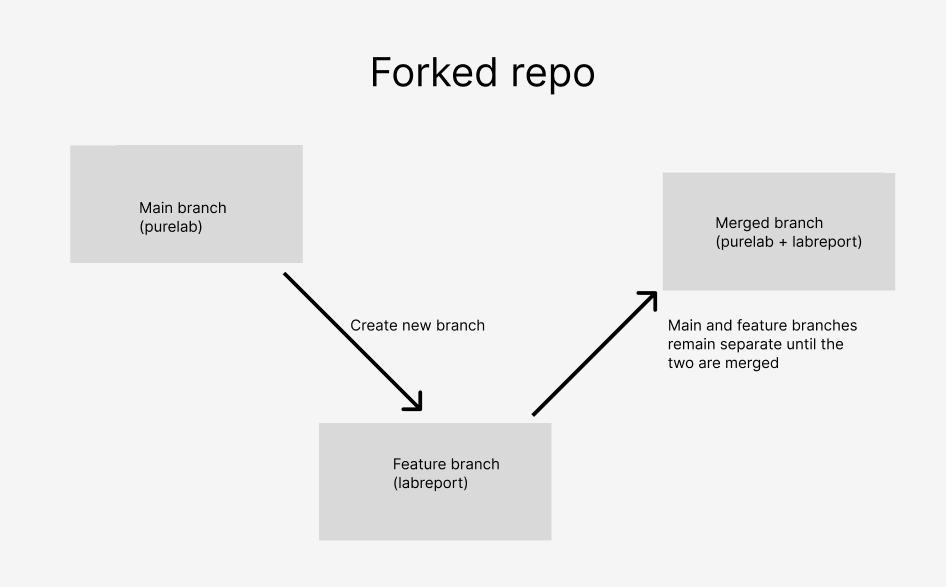 Forked repo
Main branch
(purelab)
Merged branch
(purelab + labreport)
Create new branch
Main and feature branches
remain separate until the
two are merged
Feature branch
(labreport)